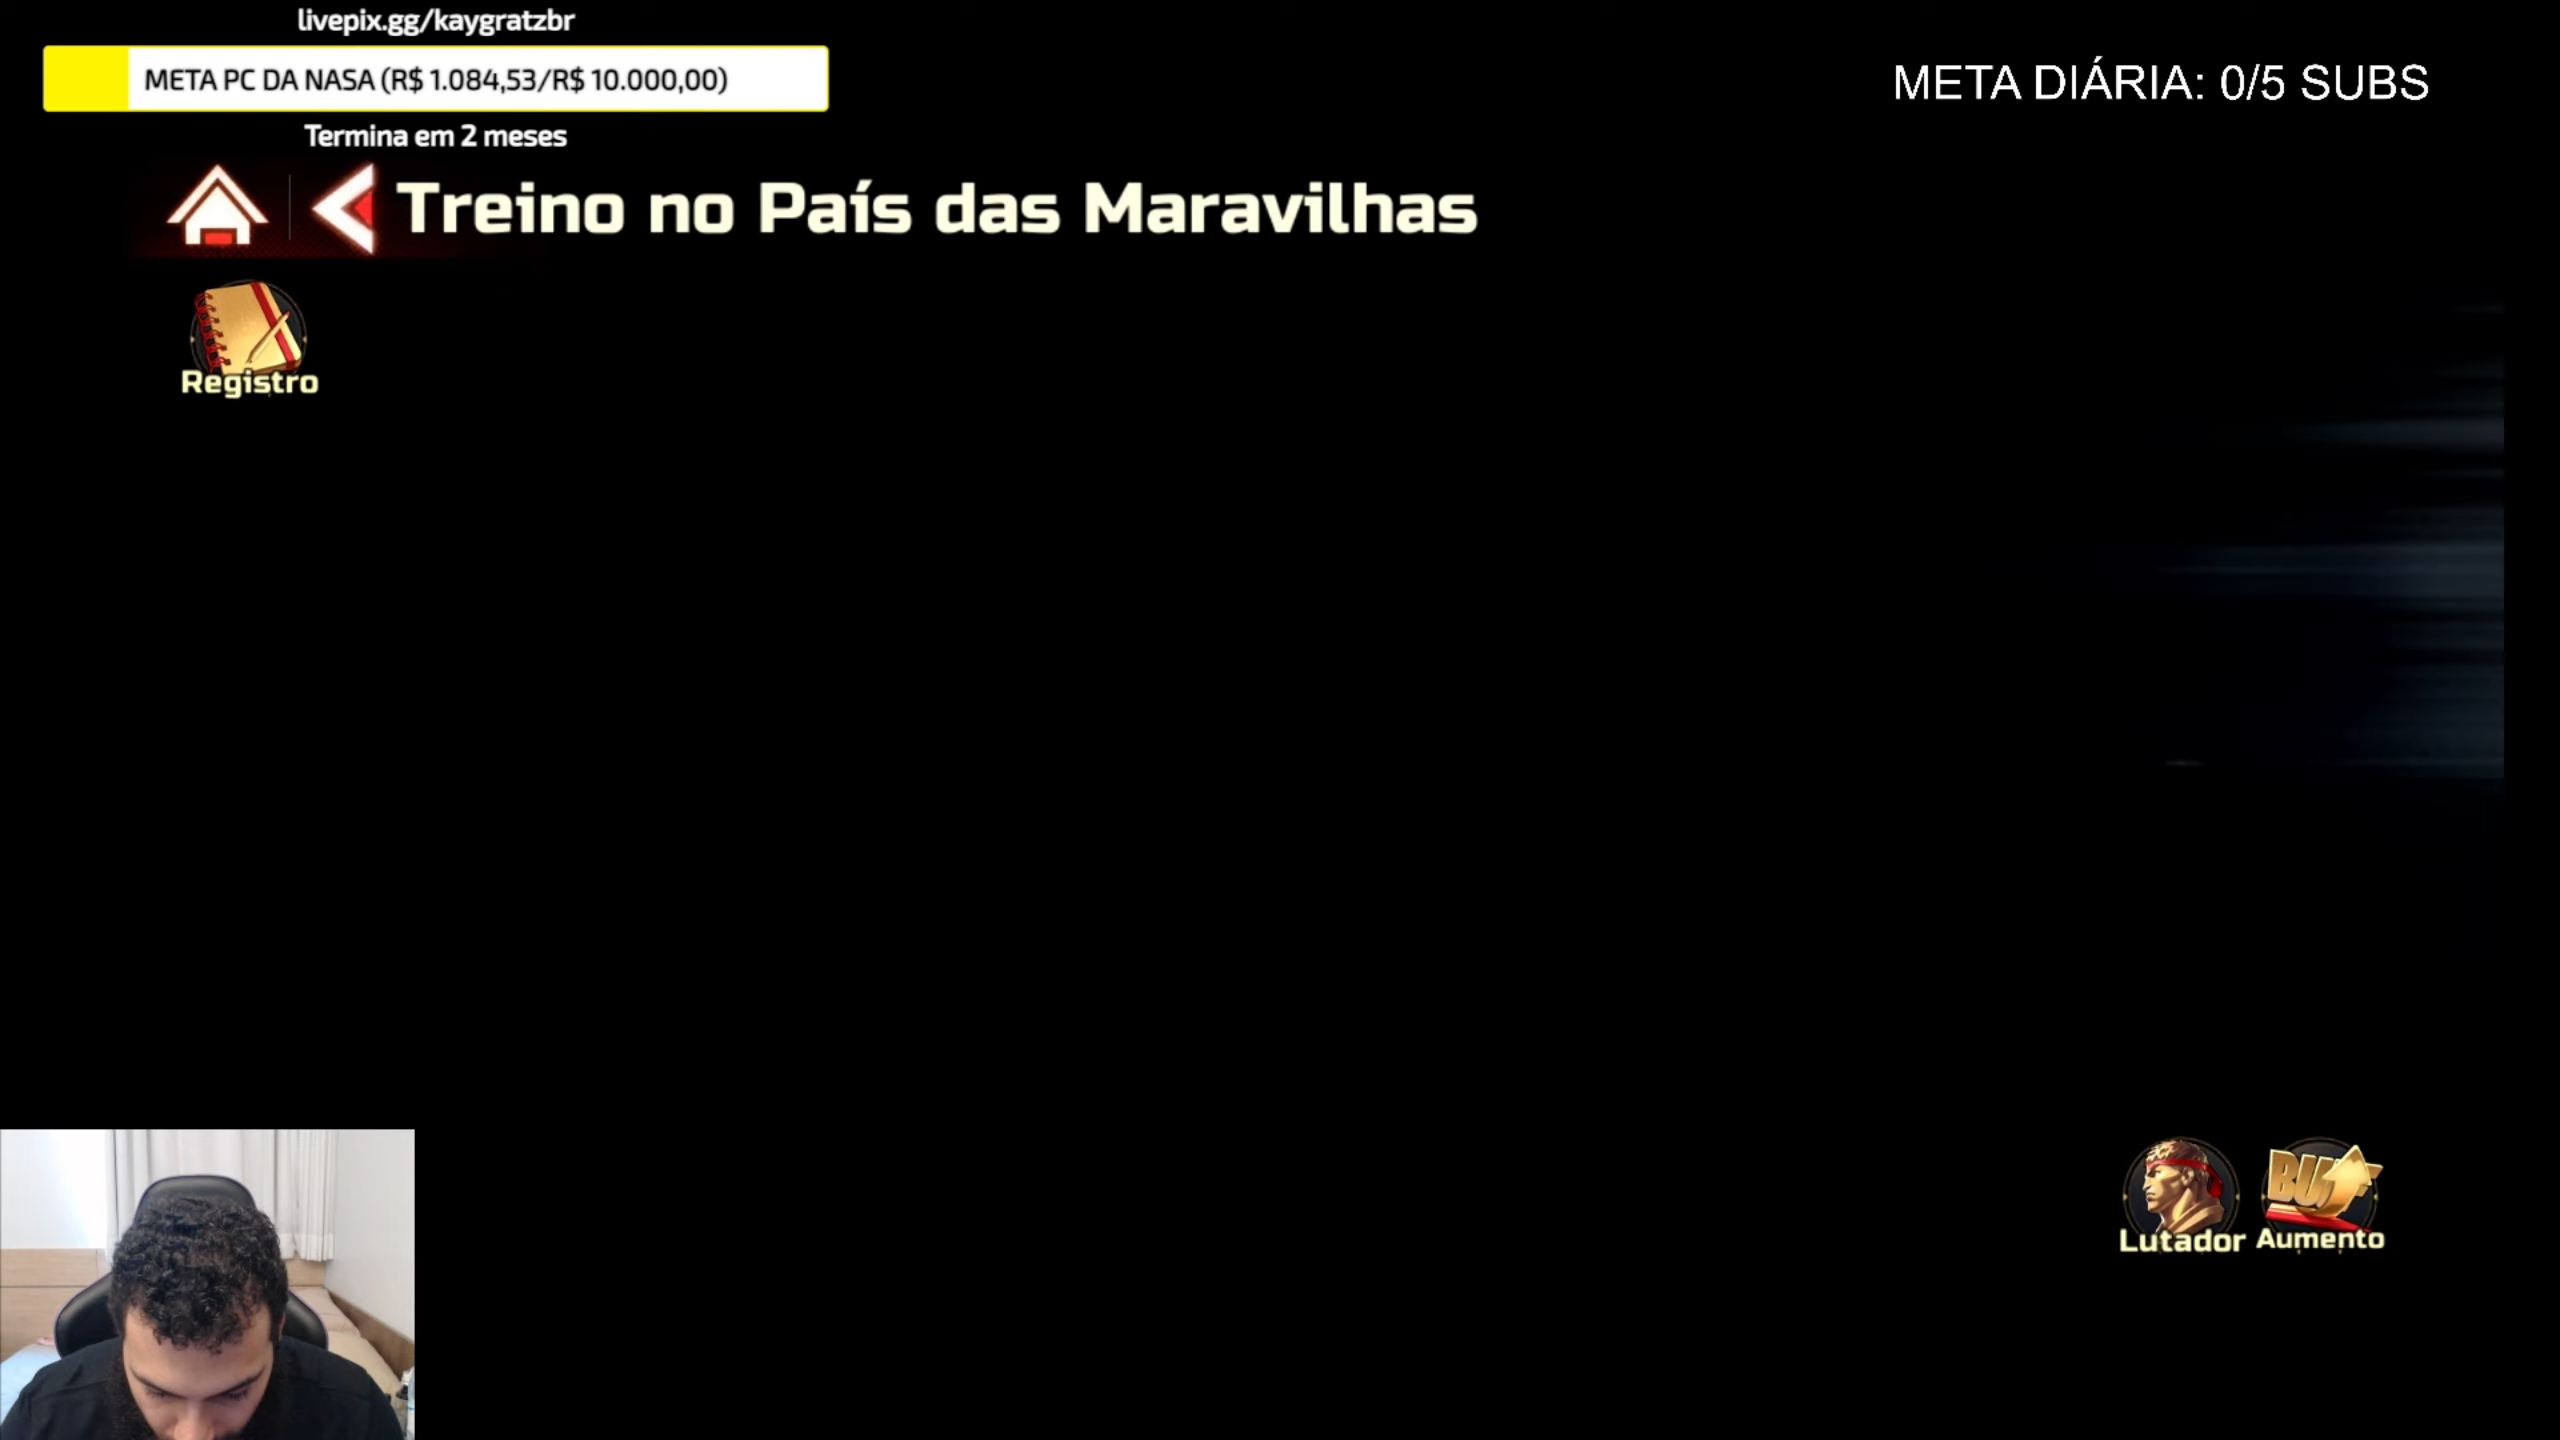 livepix.gg/kaygratzbr
META PC DA NASA (R$ 1.084,53/R$ 10.000,00)
Termina em 2 meses
META DIÁRIA: 0/5 SUBS
Treino no País das Maravilhas
Registro
BUF
Lutador
Aumento